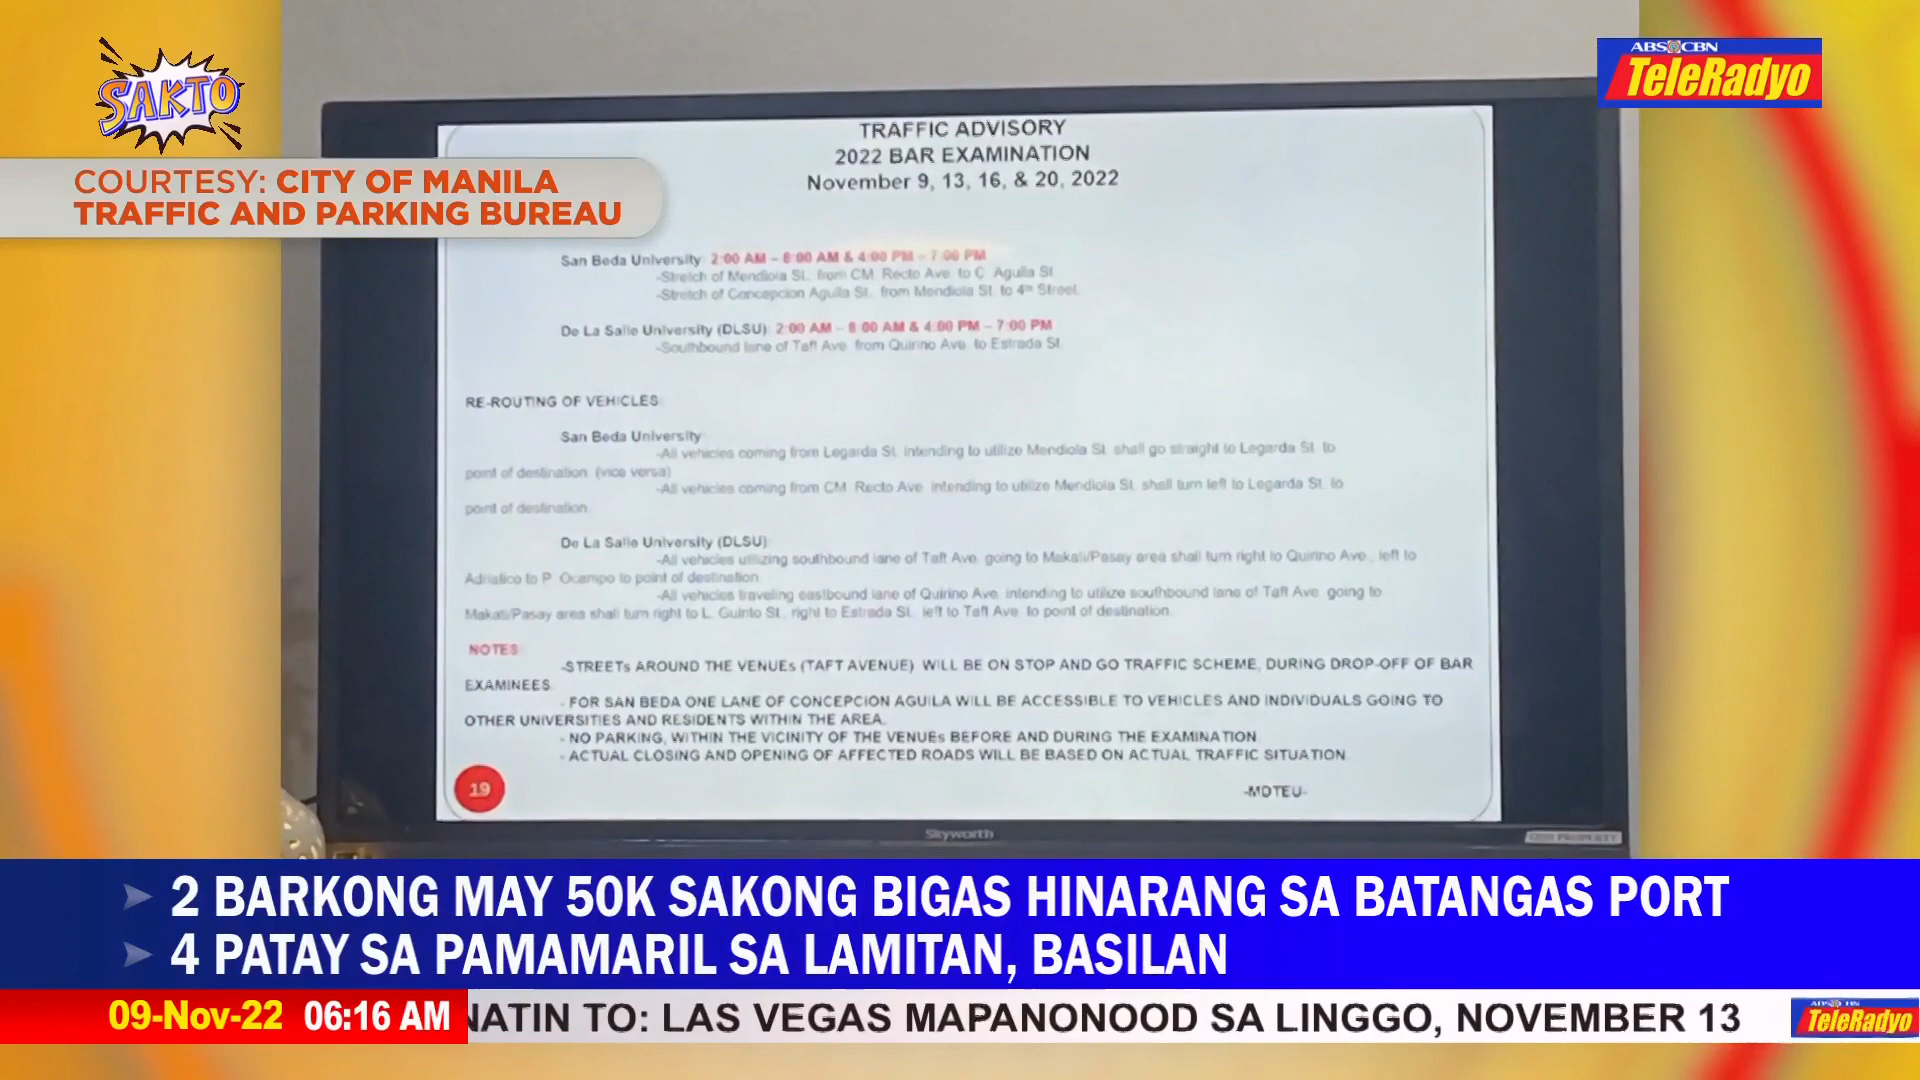 SAKTO
ABS-CBN
TeleRadyo
COURTESY: CITY OF MANILA
TRAFFIC AND PARKING BUREAU
TRAFFIC ADVISORY
2022 BAR EXAMINATION
November 9, 13, 16, & 20, 2022
San Beda University: 2:00 AM – 8:00 AM & 4:00 PM – 7:00 PM
-Stretch of Mendiola St., from CM. Recto Ave. to C. Aguila St.
-Stretch of Concepcion Aguila St., from Mendiola St. to 4th Street.
De La Salle University (DLSU): 2:00 AM – 8:00 AM & 4:00 PM – 7:00 PM
-Southbound lane of Taft Ave. from Quirino Ave. to Estrada St.
RE-ROUTING OF VEHICLES:
San Beda University:
-All vehicles coming from Legarda St. intending to utilize Mendiola St. shall go straight to Legarda St. to
point of destination. (vice versa)
-All vehicles coming from CM. Recto Ave. intending to utilize Mendiola St. shall turn left to Legarda St. to
point of destination.
De La Salle University (DLSU):
-All vehicles utilizing southbound lane of Taft Ave. going to Makati/Pasay area shall turn right to Quirino Ave., left to
Adriatico to P. Ocampo to point of destination.
-All vehicles traveling eastbound lane of Quirino Ave. intending to utilize southbound lane of Taft Ave. going to
Makati/Pasay area shall turn right to L. Guinto St., right to Estrada St., left to Taft Ave. to point of destination.
NOTES:
-STREETs AROUND THE VENUEs (TAFT AVENUE) WILL BE ON STOP AND GO TRAFFIC SCHEME, DURING DROP-OFF OF BAR
EXAMINEES.
- FOR SAN BEDA ONE LANE OF CONCEPCION AGUILA WILL BE ACCESSIBLE TO VEHICLES AND INDIVIDUALS GOING TO
OTHER UNIVERSITIES AND RESIDENTS WITHIN THE AREA.
- NO PARKING, WITHIN THE VICINITY OF THE VENUEs BEFORE AND DURING THE EXAMINATION.
- ACTUAL CLOSING AND OPENING OF AFFECTED ROADS WILL BE BASED ON ACTUAL TRAFFIC SITUATION.
19
-MDTEU-
Skyworth
2 BARKONG MAY 50K SAKONG BIGAS HINARANG SA BATANGAS PORT
4 PATAY SA PAMAMARIL SA LAMITAN, BASILAN
09-Nov-22 06:16 AM NATIN TO: LAS VEGAS MAPANONOOD SA LINGGO, NOVEMBER 13
ABS-CBN
TeleRadyo